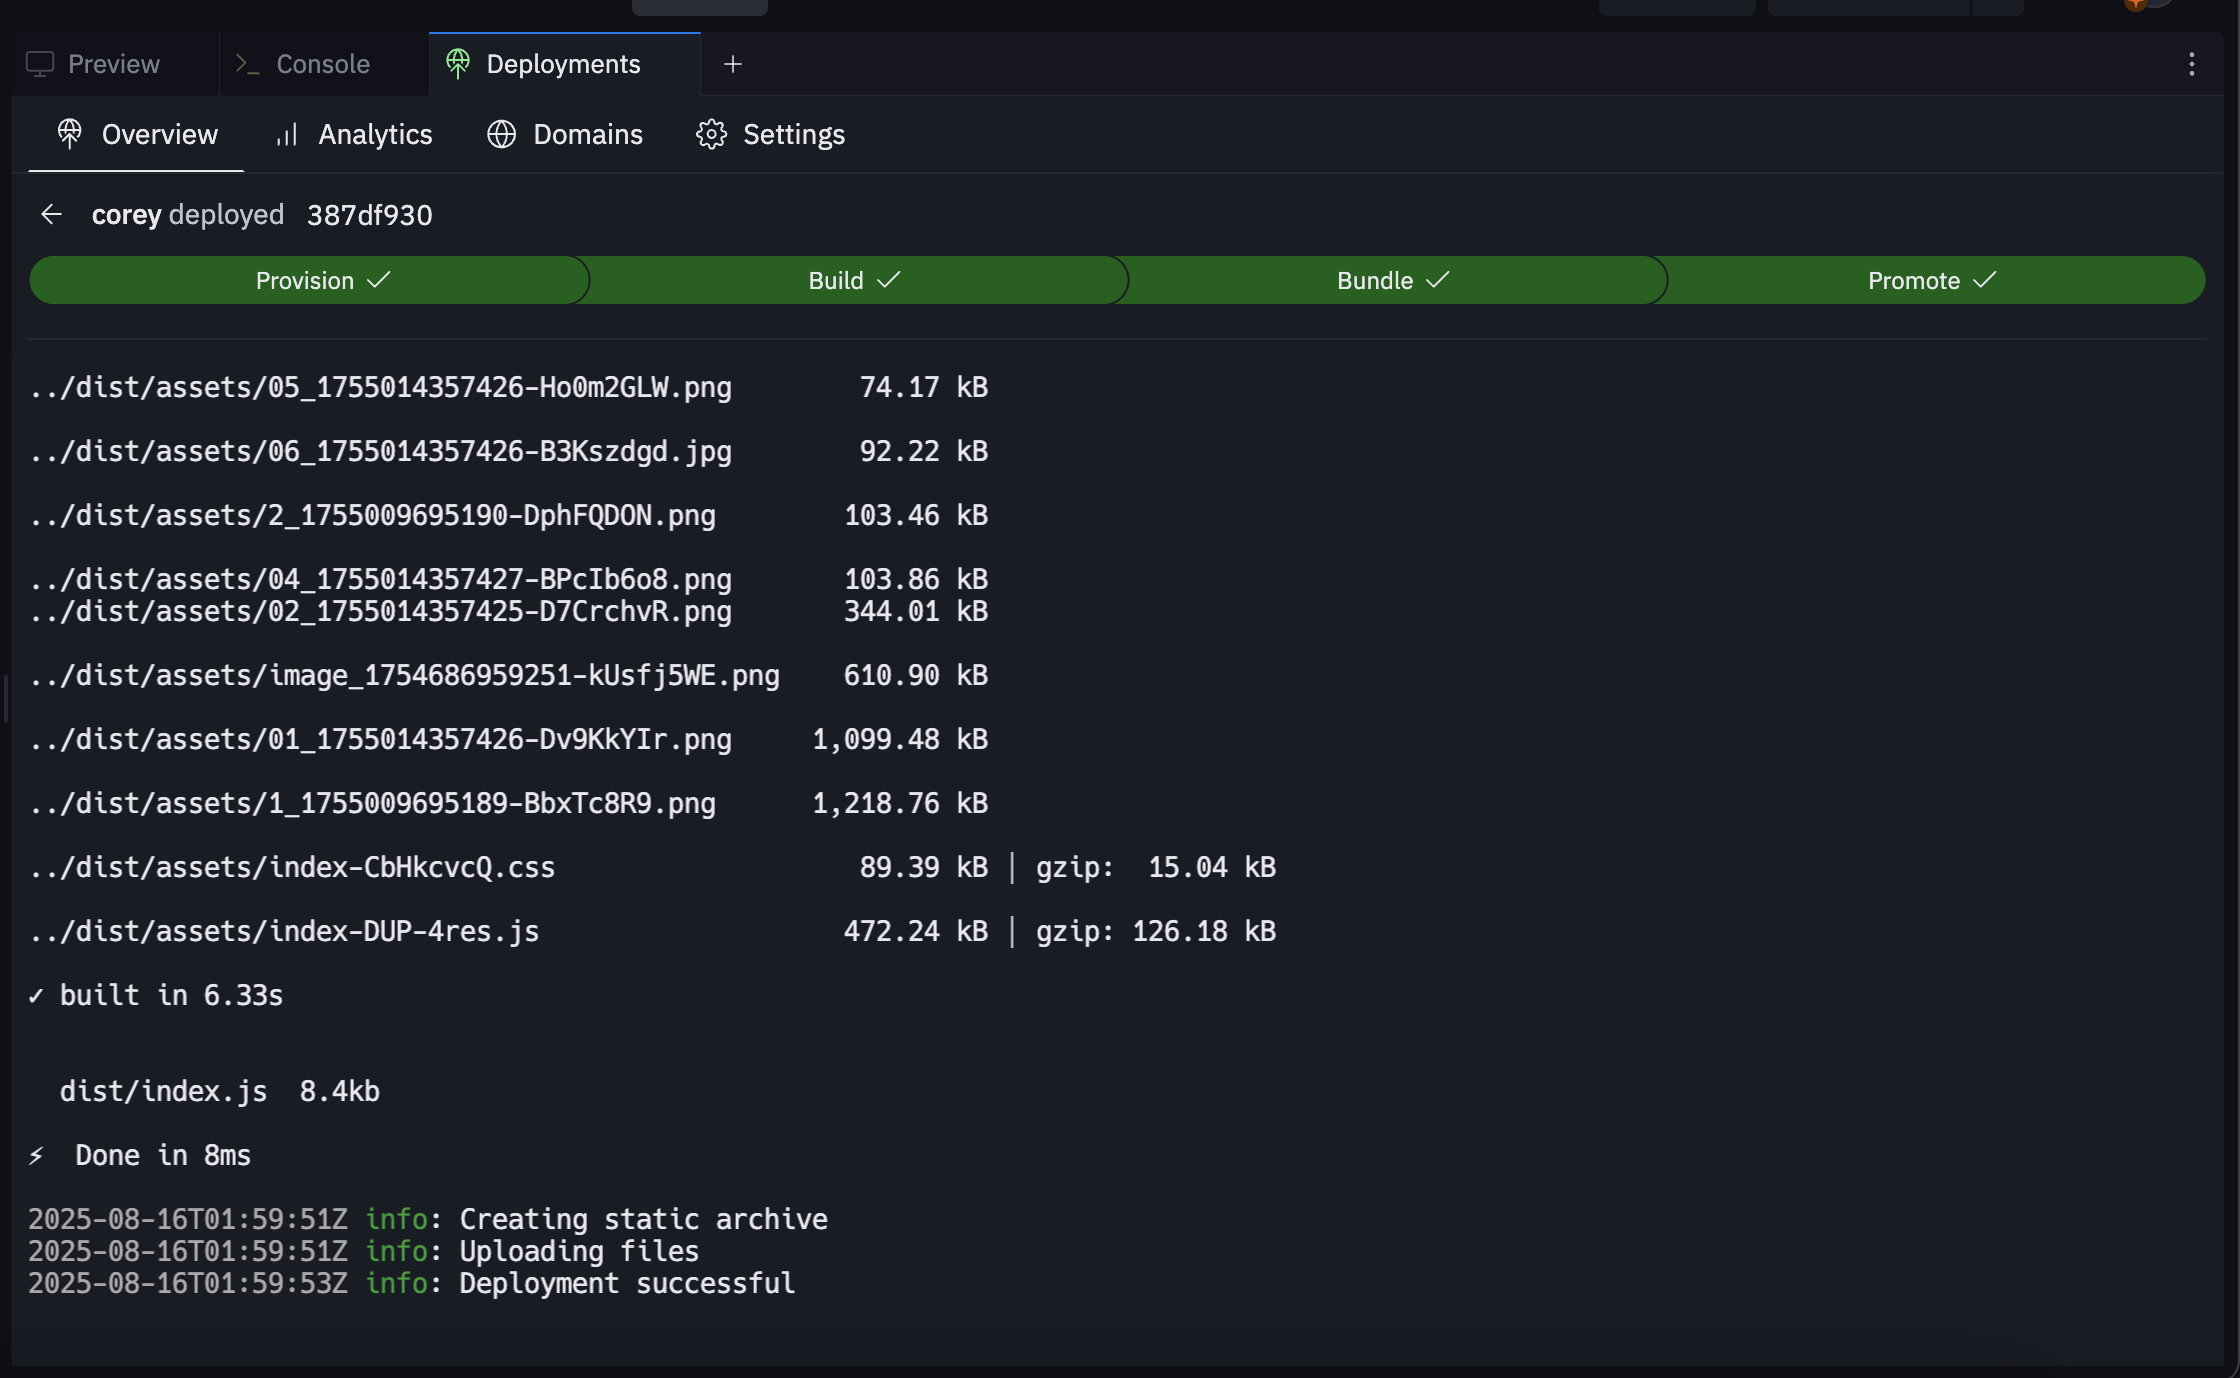 Preview >_ Console Deployments +
Overview Analytics Domains Settings
← corey deployed 387df930
Provision ✓ Build ✓ Bundle ✓ Promote ✓
../dist/assets/05_1755014357426-Ho0m2GLW.png 74.17 kB
../dist/assets/06_1755014357426-B3Kszdgd.jpg 92.22 kB
../dist/assets/2_1755009695190-DphFQDON.png 103.46 kB
../dist/assets/04_1755014357427-BPcIb6o8.png 103.86 kB
../dist/assets/02_1755014357425-D7CrchvR.png 344.01 kB
../dist/assets/image_1754686959251-kUsfj5WE.png 610.90 kB
../dist/assets/01_1755014357426-Dv9KkYIr.png 1,099.48 kB
../dist/assets/1_1755009695189-BbxTc8R9.png 1,218.76 kB
../dist/assets/index-CbHkcvcQ.css 89.39 kB │ gzip: 15.04 kB
../dist/assets/index-DUP-4res.js 472.24 kB │ gzip: 126.18 kB
✓ built in 6.33s
dist/index.js 8.4kb
⚡ Done in 8ms
2025-08-16T01:59:51Z info: Creating static archive
2025-08-16T01:59:51Z info: Uploading files
2025-08-16T01:59:53Z info: Deployment successful